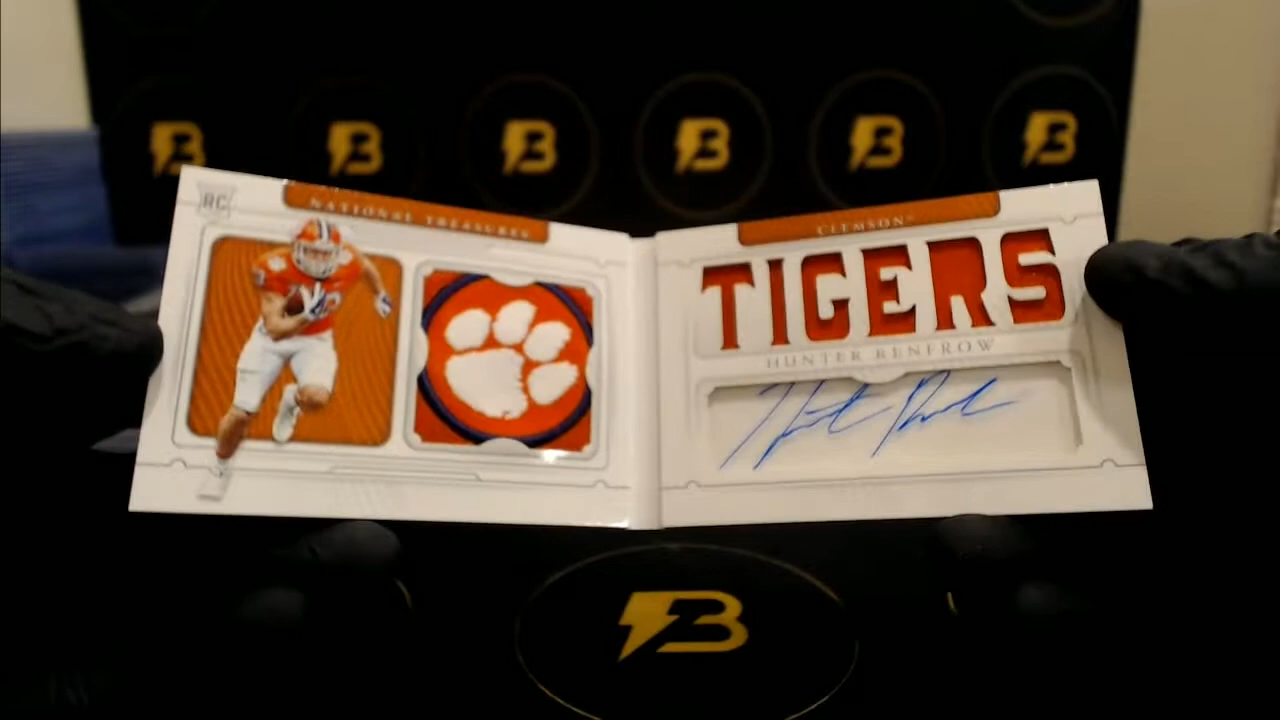 RC
NATIONAL TREASURES
CLEMSON
TIGERS
HUNTER RENFROW
B
B
B
B
B
B
B